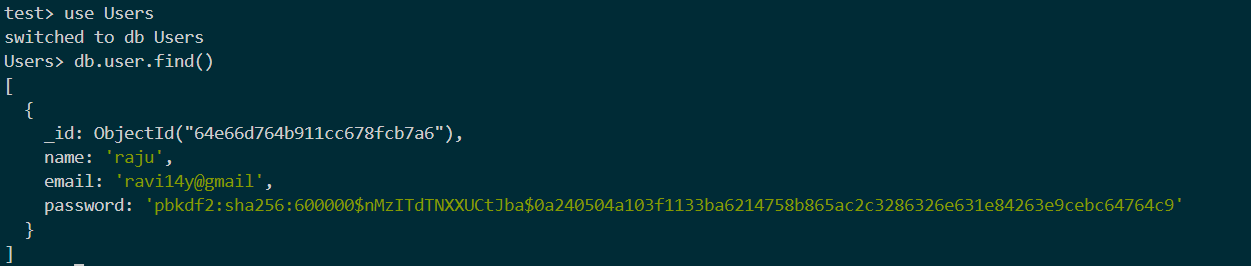 test> use Users
switched to db Users
Users> db.user.find()
[
  {
    _id: ObjectId("64e66d764b911cc678fcb7a6"),
    name: 'raju',
    email: 'ravi14y@gmail',
    password: 'pbkdf2:sha256:600000$nMzITdTNXXUCtJba$0a240504a103f1133ba6214758b865ac2c3286326e631e84263e9cebc64764c9'
  }
]